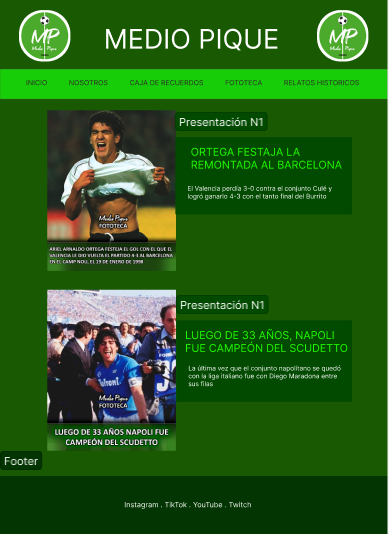 MP
Medio Pique
MEDIO PIQUE
MP
Medio Pique
INICIO NOSOTROS CAJA DE RECUERDOS FOTOTECA RELATOS HISTORICOS
Presentación N1
ORTEGA FESTEJA LA
REMONTADA AL BARCELONA
El Valencia perdía 3-0 contra el conjunto Culé y
logró ganarlo 4-3 con el tanto final del Burrito
Medio Pique
FOTOTECA
ARIEL ARNALDO ORTEGA FESTEJA EL GOL CON EL QUE EL
VALENCIA LE DIO VUELTA EL PARTIDO 4-3 AL BARCELONA
EN EL CAMP NOU, EL 19 DE ENERO DE 1998
Presentación N1
LUEGO DE 33 AÑOS, NAPOLI
FUE CAMPEÓN DEL SCUDETTO
La última vez que el conjunto napolitano se quedó
con la liga italiano fue con Diego Maradona entre
sus filas
Medio Pique
FOTOTECA
LUEGO DE 33 AÑOS NAPOLI FUE
CAMPEÓN DEL SCUDETTO
Footer
Instagram . TikTok . YouTube . Twitch